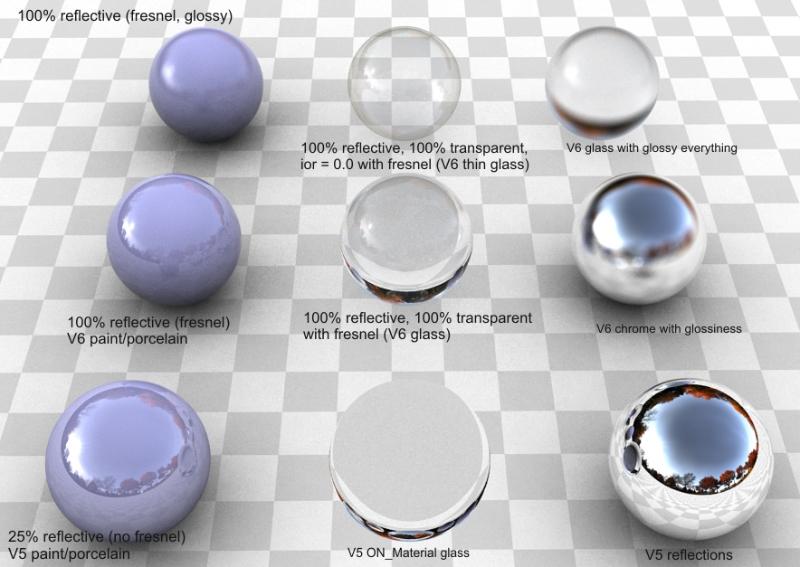 100% reflective (fresnel, glossy)
100% reflective, 100% transparent,
ior = 0.0 with fresnel (V6 thin glass)
V6 glass with glossy everything
100% reflective (fresnel)
V6 paint/porcelain
100% reflective, 100% transparent
with fresnel (V6 glass)
V6 chrome with glossiness
25% reflective (no fresnel)
V5 paint/porcelain
V5 ON_Material glass
V5 reflections